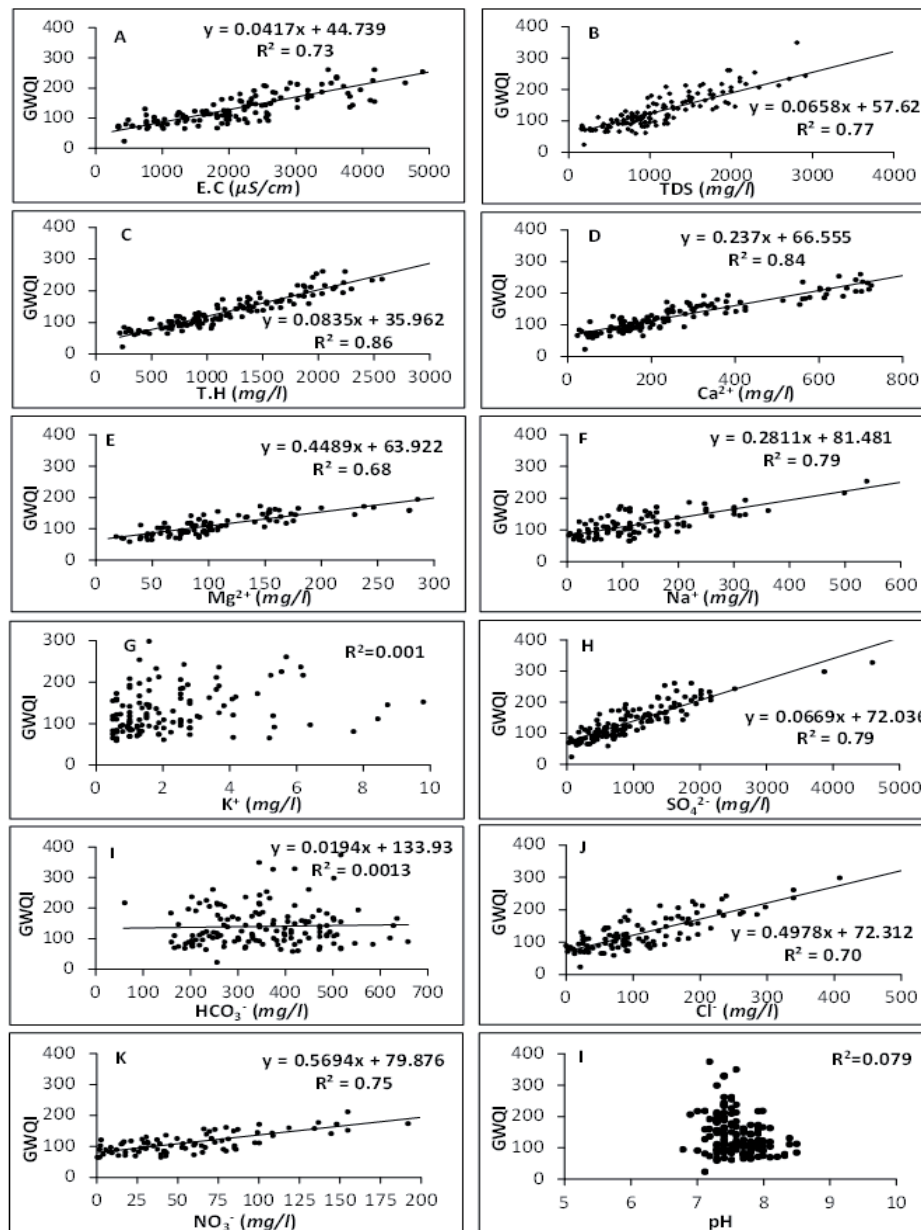 A
y = 0.0417x + 44.739
R² = 0.73
GWQI
400
300
200
100
0
0 1000 2000 3000 4000 5000
E.C (µS/cm)
B
y = 0.0658x + 57.62
R² = 0.77
GWQI
400
300
200
100
0
0 1000 2000 3000 4000
TDS (mg/l)
C
y = 0.0835x + 35.962
R² = 0.86
GWQI
400
300
200
100
0
0 500 1000 1500 2000 2500 3000
T.H (mg/l)
D
y = 0.237x + 66.555
R² = 0.84
GWQI
400
300
200
100
0
0 200 400 600 800
Ca²⁺ (mg/l)
E
y = 0.4489x + 63.922
R² = 0.68
GWQI
400
300
200
100
0
0 50 100 150 200 250 300
Mg²⁺ (mg/l)
F
y = 0.2811x + 81.481
R² = 0.79
GWQI
400
300
200
100
0
0 100 200 300 400 500 600
Na⁺ (mg/l)
G
R²=0.001
GWQI
300
200
100
0
0 2 4 6 8 10
K⁺ (mg/l)
H
y = 0.0669x + 72.036
R² = 0.79
GWQI
400
300
200
100
0
0 1000 2000 3000 4000 5000
SO₄²⁻ (mg/l)
I
y = 0.0194x + 133.93
R² = 0.0013
GWQI
400
300
200
100
0
0 100 200 300 400 500 600 700
HCO₃⁻ (mg/l)
J
y = 0.4978x + 72.312
R² = 0.70
GWQI
400
300
200
100
0
0 100 200 300 400 500
Cl⁻ (mg/l)
K
y = 0.5694x + 79.876
R² = 0.75
GWQI
400
300
200
100
0
0 25 50 75 100 125 150 175 200
NO₃⁻ (mg/l)
I
R²=0.079
GWQI
400
300
200
100
0
5 6 7 8 9 10
pH